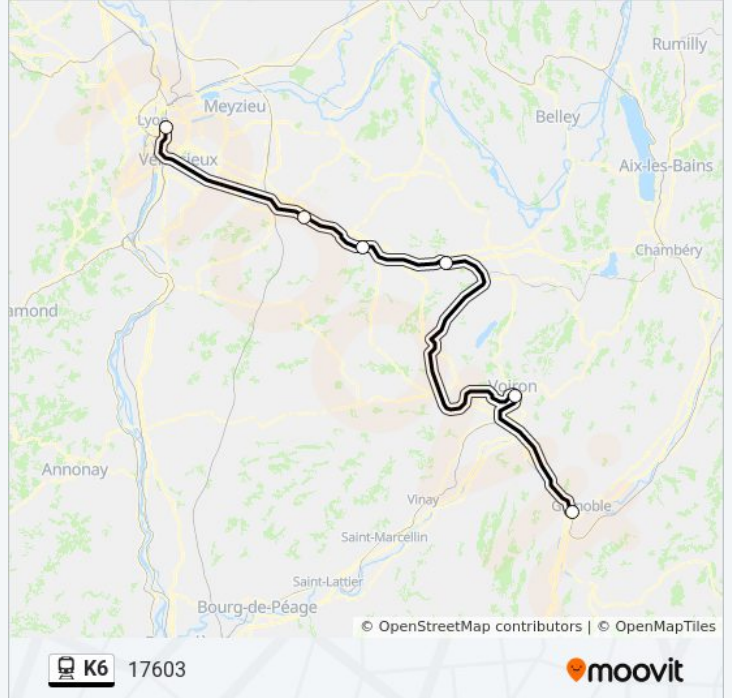 Rumilly
Meyzieu
Lyon
Belley
Vénissieux
Aix-les-Bains
Chambéry
amond
Voiron
Annonay
Vinay
Grenoble
Saint-Marcellin
Saint-Lattier
Bourg-de-Péage
© OpenStreetMap contributors | © OpenMapTiles
K6 17603 moovit